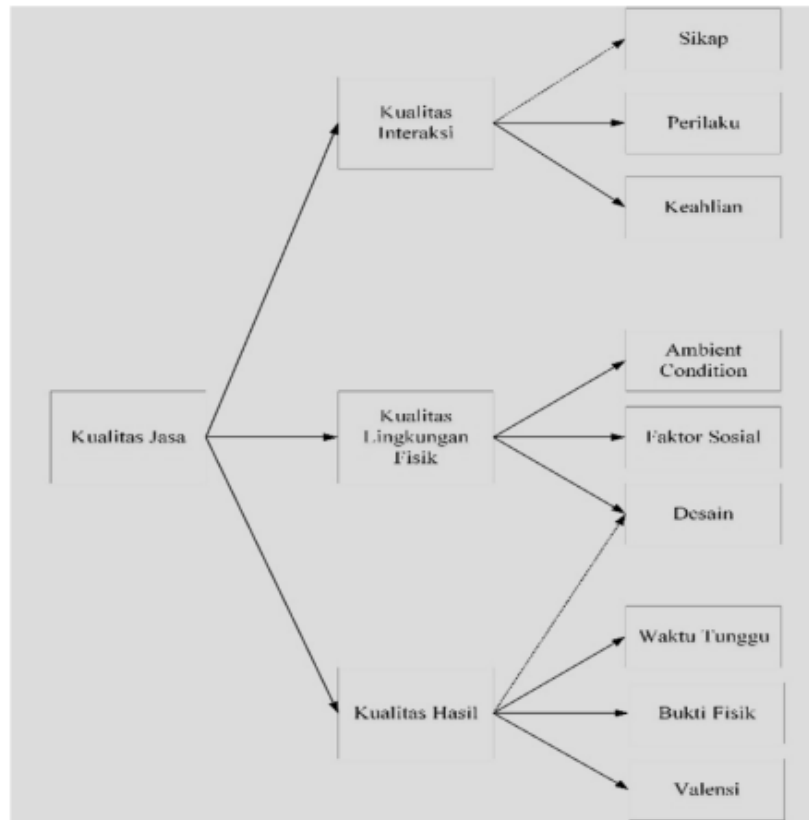 Sikap
Kualitas
Interaksi
Perilaku
Keahlian
Ambient
Condition
Kualitas Jasa
Kualitas
Lingkungan
Fisik
Faktor Sosial
Desain
Waktu Tunggu
Kualitas Hasil
Bukti Fisik
Valensi